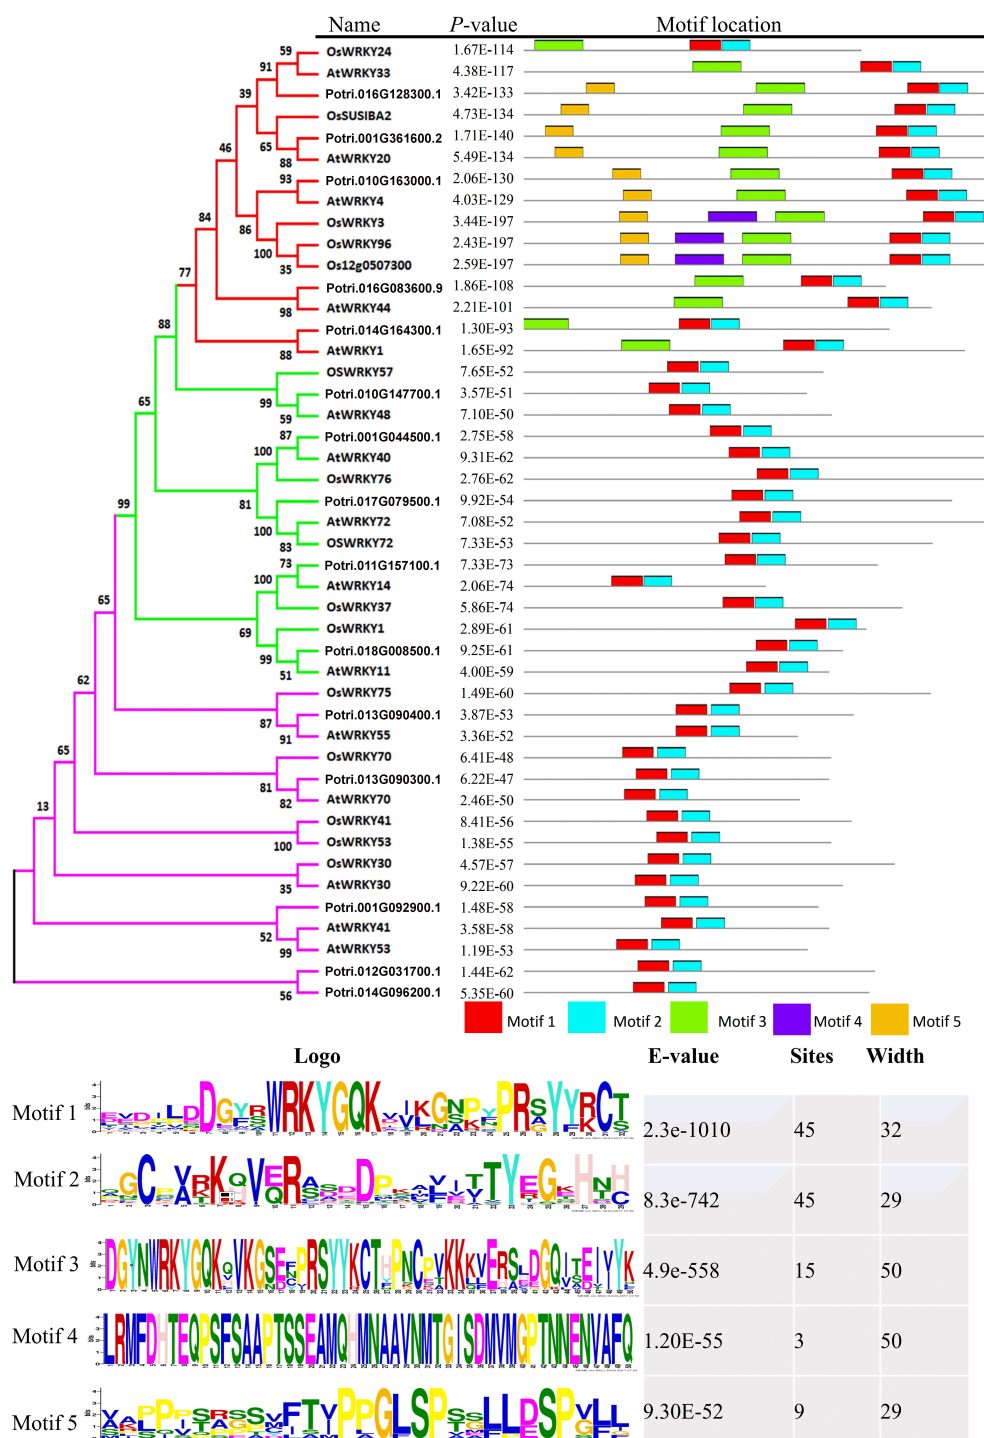 Name P-value Motif location
OsWRKY24 1.67E-114
AtWRKY33 4.38E-117
Potri.016G128300.1 3.42E-133
OsSUSIBA2 4.73E-134
Potri.001G361600.2 1.71E-140
AtWRKY20 5.49E-134
Potri.010G163000.1 2.06E-130
AtWRKY4 4.03E-129
OsWRKY3 3.44E-197
OsWRKY96 2.43E-197
Os12g0507300 2.59E-197
Potri.016G083600.9 1.86E-108
AtWRKY44 2.21E-101
Potri.014G164300.1 1.30E-93
AtWRKY1 1.65E-92
OSWRKY57 7.65E-52
Potri.010G147700.1 3.57E-51
AtWRKY48 7.10E-50
Potri.001G044500.1 2.75E-58
AtWRKY40 9.31E-62
OsWRKY76 2.76E-62
Potri.017G079500.1 9.92E-54
AtWRKY72 7.08E-52
OSWRKY72 7.33E-53
Potri.011G157100.1 7.33E-73
AtWRKY14 2.06E-74
OsWRKY37 5.86E-74
OsWRKY1 2.89E-61
Potri.018G008500.1 9.25E-61
AtWRKY11 4.00E-59
OsWRKY75 1.49E-60
Potri.013G090400.1 3.87E-53
AtWRKY55 3.36E-52
OsWRKY70 6.41E-48
Potri.013G090300.1 6.22E-47
AtWRKY70 2.46E-50
OsWRKY41 8.41E-56
OsWRKY53 1.38E-55
OsWRKY30 4.57E-57
AtWRKY30 9.22E-60
Potri.001G092900.1 1.48E-58
AtWRKY41 3.58E-58
AtWRKY53 1.19E-53
Potri.012G031700.1 1.44E-62
Potri.014G096200.1 5.35E-60
59
91
39
65
88
46
93
86
100
35
84
98
77
88
88
99
59
65
87
100
81
100
83
99
73
100
69
99
51
65
87
91
62
81
82
65
100
13
35
52
99
56
Motif 1 Motif 2 Motif 3 Motif 4 Motif 5
Logo E-value Sites Width
Motif 1 2.3e-1010 45 32
Motif 2 8.3e-742 45 29
Motif 3 4.9e-558 15 50
Motif 4 LRMFDHTEQPSFSAAPTSSEAMQHMNAAVNMTGISDMVMGPTNNENVAFQ 1.20E-55 3 50
Motif 5 9.30E-52 9 29